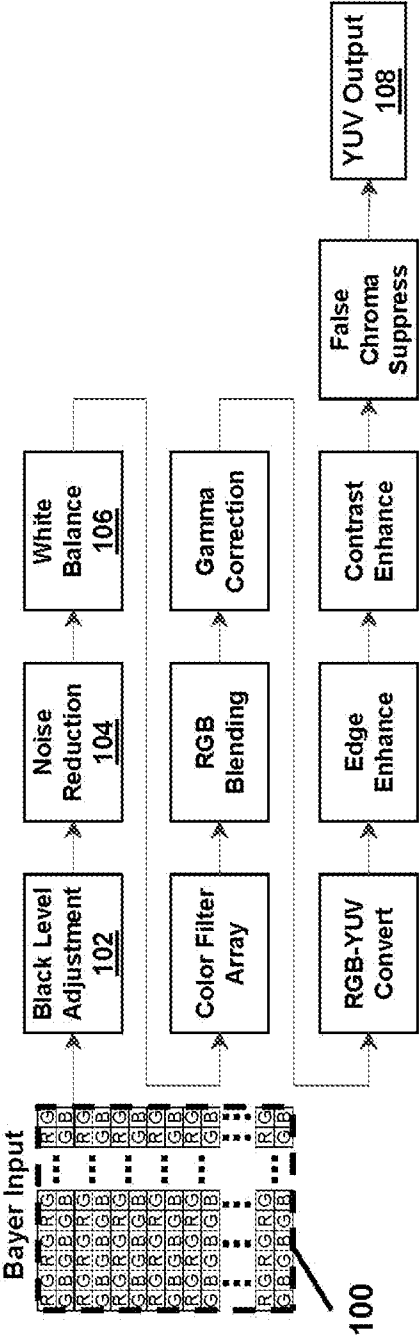 Bayer Input
R G R G R G R G R G
G B G B G B G B ... G B
R G R G R G R G R G
G B G B G B G B ... G B
R G R G R G R G R G
G B G B G B G B ... G B
R G R G R G R G R G
G B G B G B G B ... G B
R G R G R G R G R G
G B G B G B G B ... G B
... ... ... ...
R G R G R G R G R G
G B G B G B G B ... G B
100
Black Level
Adjustment
102
Noise
Reduction
104
White
Balance
106
Color Filter
Array
RGB
Blending
Gamma
Correction
RGB-YUV
Convert
Edge
Enhance
Contrast
Enhance
False
Chroma
Suppress
YUV Output
108